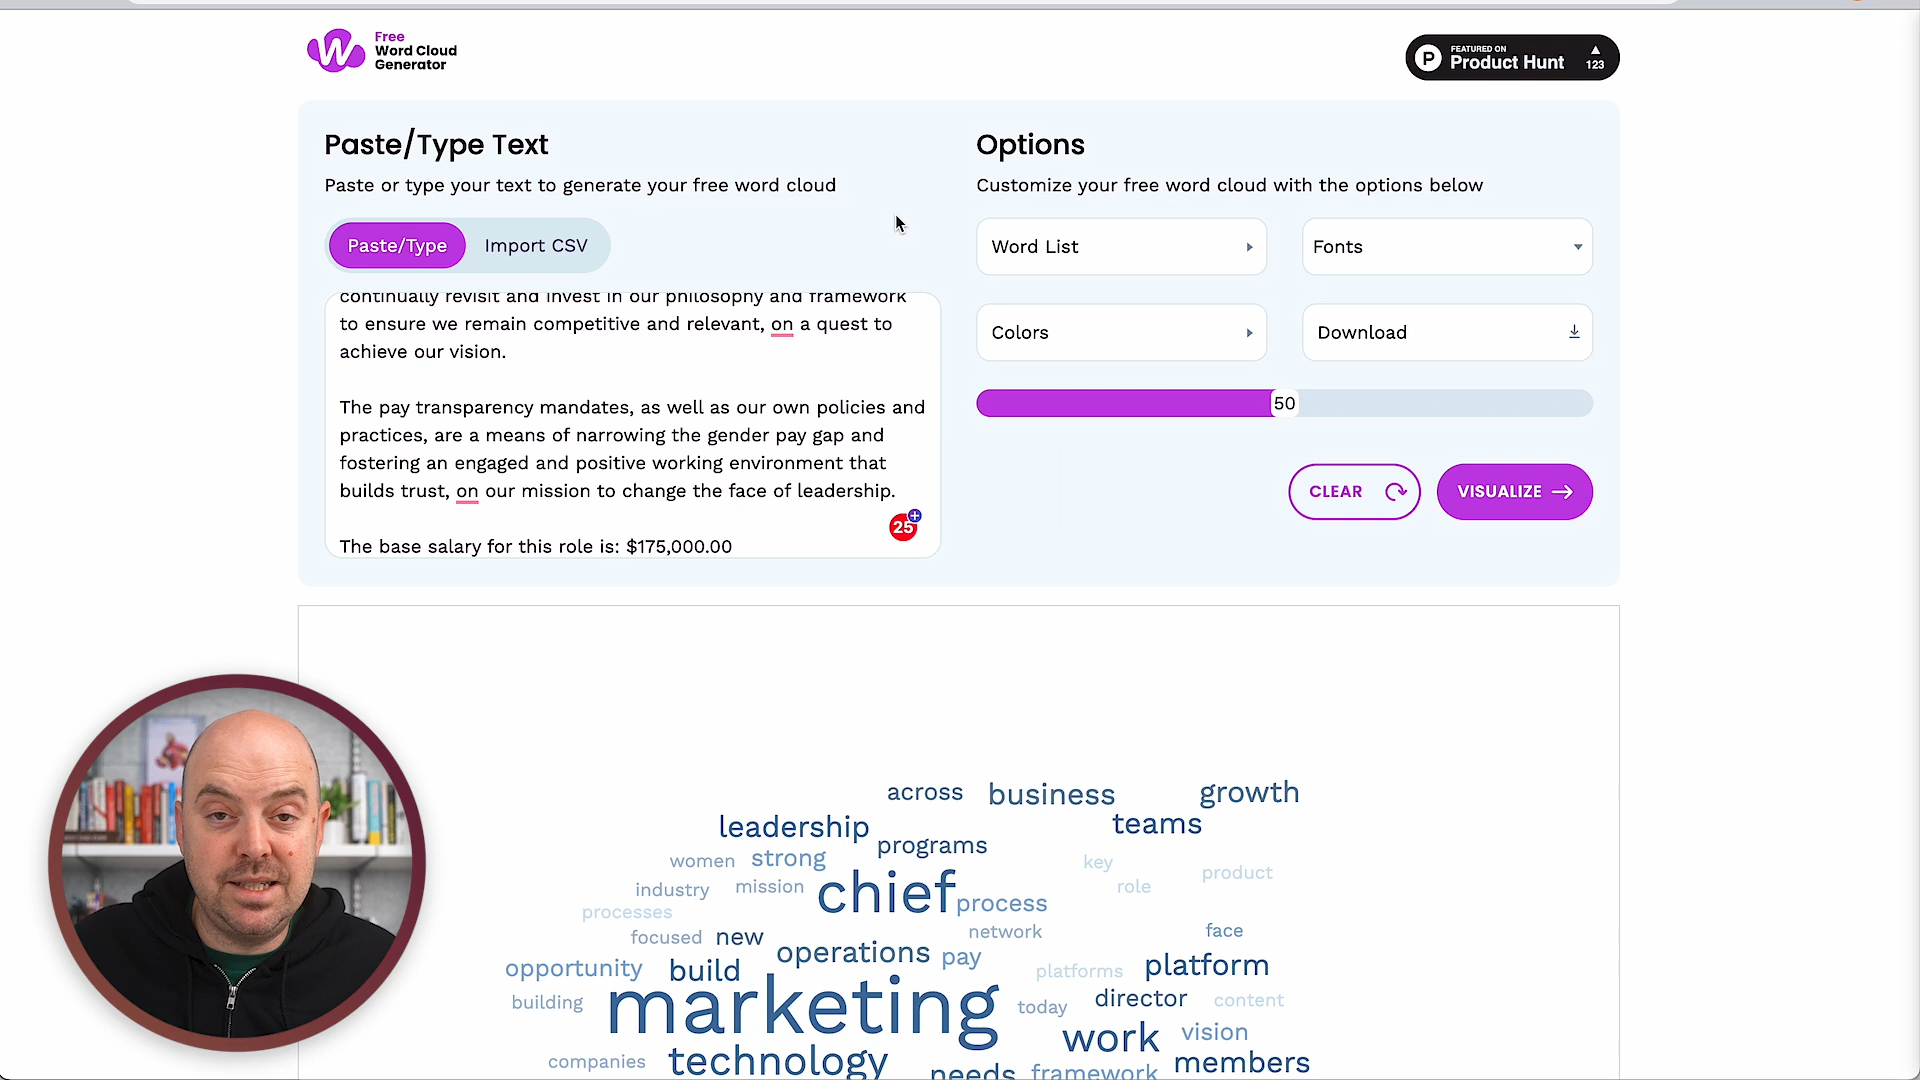 Free
Word Cloud
Generator
FEATURED ON
Product Hunt
123
Paste/Type Text
Paste or type your text to generate your free word cloud
Paste/Type
Import CSV
continually revisit and invest in our philosophy and framework
to ensure we remain competitive and relevant, on a quest to
achieve our vision.
The pay transparency mandates, as well as our own policies and
practices, are a means of narrowing the gender pay gap and
fostering an engaged and positive working environment that
builds trust, on our mission to change the face of leadership.
The base salary for this role is: $175,000.00
25
Options
Customize your free word cloud with the options below
Word List
Fonts
Colors
Download
50
CLEAR
VISUALIZE
across business growth
leadership teams
programs
women strong key
industry mission chief role product
processes process
focused new network face
operations pay
opportunity build platforms platform
building marketing today director content
work vision
companies technology members
needs framework